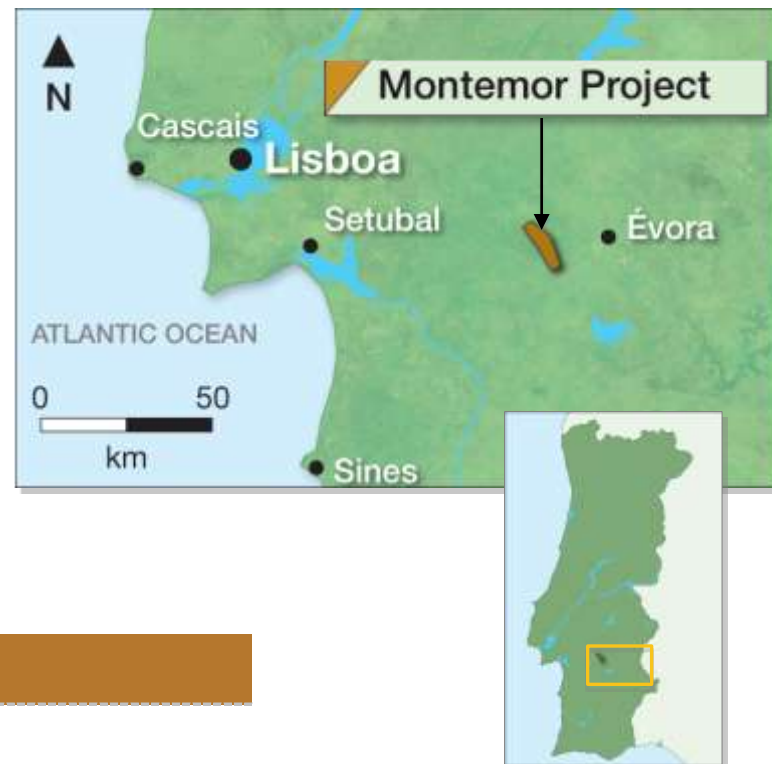 N
Montemor Project
Cascais
Lisboa
Setubal
Évora
ATLANTIC OCEAN
0 50
km
Sines